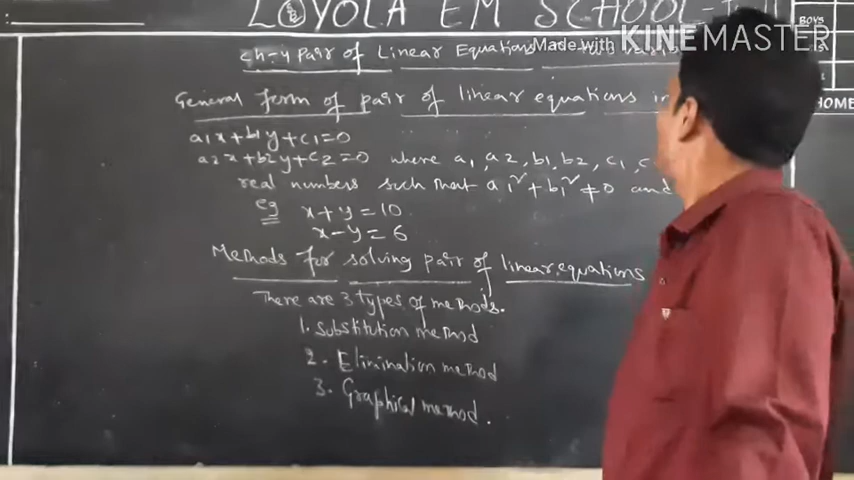 LOYOLA EM SCHOOL
Made with KINEMASTER
BOYS
HOME
Ch-4 Pair of Linear Equations
General form of pair of linear equations in
a1x+b1y+c1=0
a2x+b2y+c2=0 where a1, a2, b1, b2, c1, c
real numbers such that a1²+b1²≠0 and
eg x+y=10
x-y=6
Methods for solving pair of linear equations
There are 3 types of methods.
1. Substitution method
2. Elimination method
3. Graphical method.